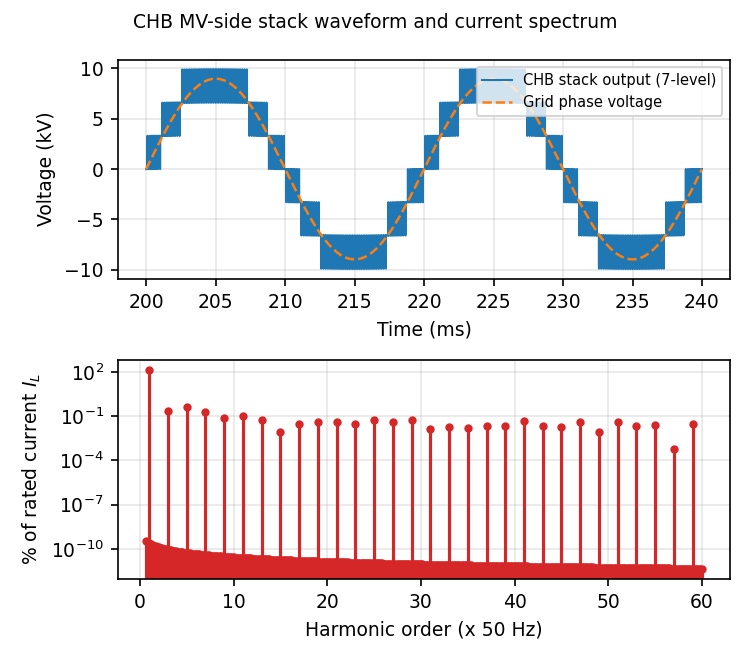 CHB MV-side stack waveform and current spectrum
Voltage (kV)
10
5
0
−5
−10
CHB stack output (7-level)
Grid phase voltage
200 205 210 215 220 225 230 235 240
Time (ms)
% of rated current I_L
10²
10⁻¹
10⁻⁴
10⁻⁷
10⁻¹⁰
0 10 20 30 40 50 60
Harmonic order (x 50 Hz)